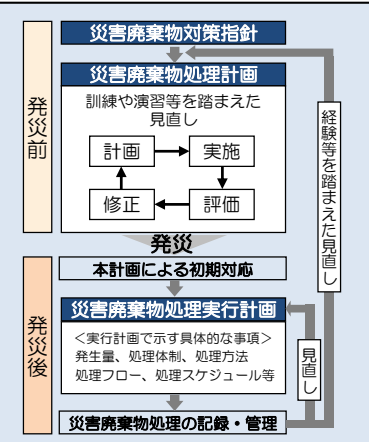 災害廃棄物対策指針
災害廃棄物処理計画
発災前
訓練や演習等を踏まえた
見直し
計画
実施
修正
評価
経験等を踏まえた見直し
発災
本計画による初期対応
発災後
災害廃棄物処理実行計画
＜実行計画で示す具体的な事項＞
発生量、処理体制、処理方法
処理フロー、処理スケジュール等
見直し
災害廃棄物処理の記録・管理